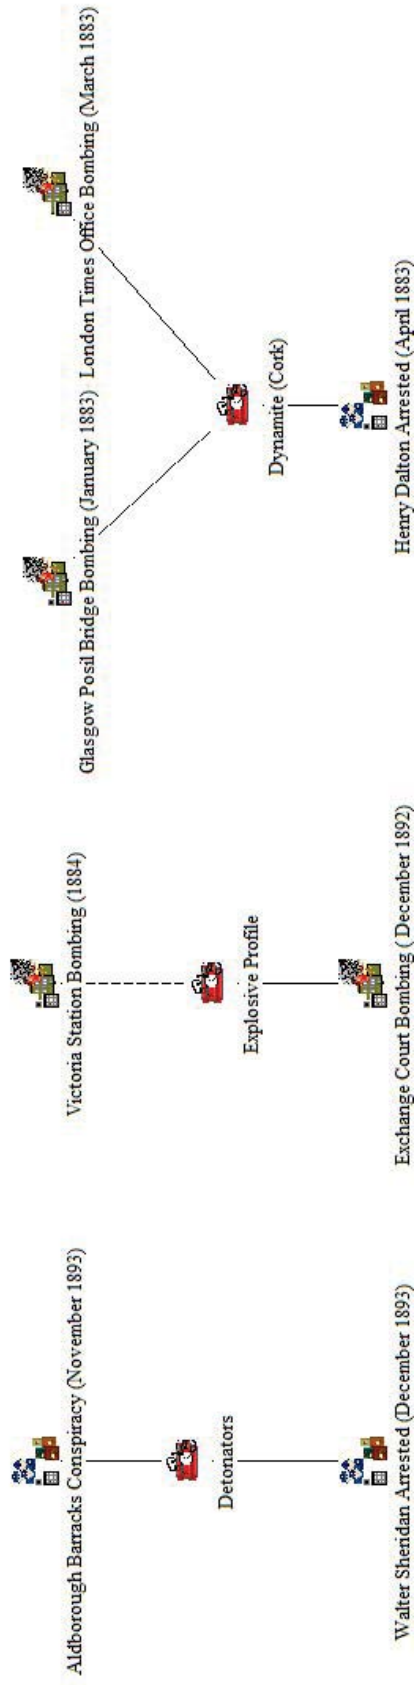 Aldborough Barracks Conspiracy (November 1893)
Detonators
Walter Sheridan Arrested (December 1893)
Victoria Station Bombing (1884)
Explosive Profile
Exchange Court Bombing ( December 1892)
Glasgow Posil Bridge Bombing (January 1883)
London Times Office Bombing (March 1883)
Dynamite (Cork)
Henry Dalton Arrested (April 1883)